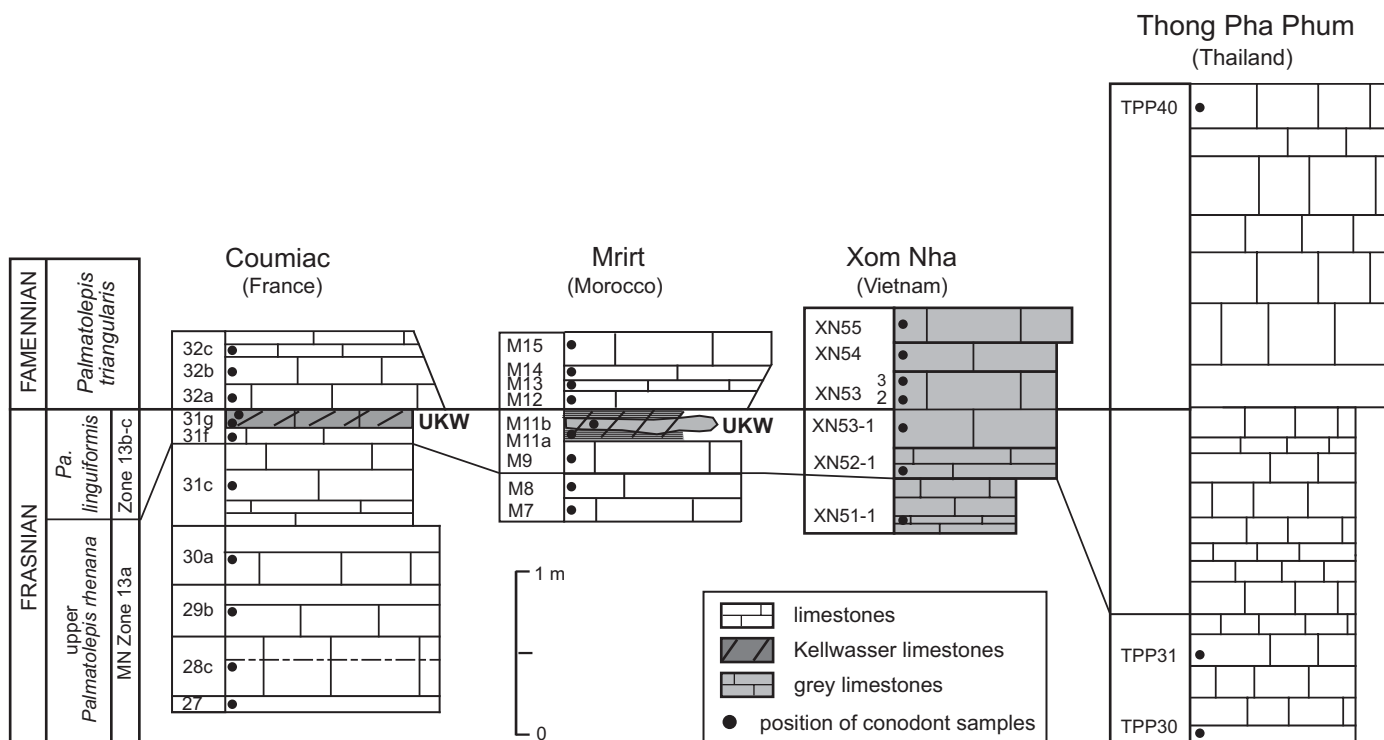 Thong Pha Phum
(Thailand)
TPP40
TPP31
TPP30
Coumiac
(France)
32c
32b
32a
31g
31f
31c
30a
29b
28c
27
UKW
Mrirt
(Morocco)
M15
M14
M13
M12
M11b
M11a
M9
M8
M7
UKW
Xom Nha
(Vietnam)
XN55
XN54
XN53 3
2
XN53-1
XN52-1
XN51-1
FAMENNIAN
Palmatolepis
triangularis
FRASNIAN
Pa.
linguiformis
Zone 13b-c
upper
Palmatolepis rhenana
MN Zone 13a
1 m
0
limestones
Kellwasser limestones
grey limestones
position of conodont samples